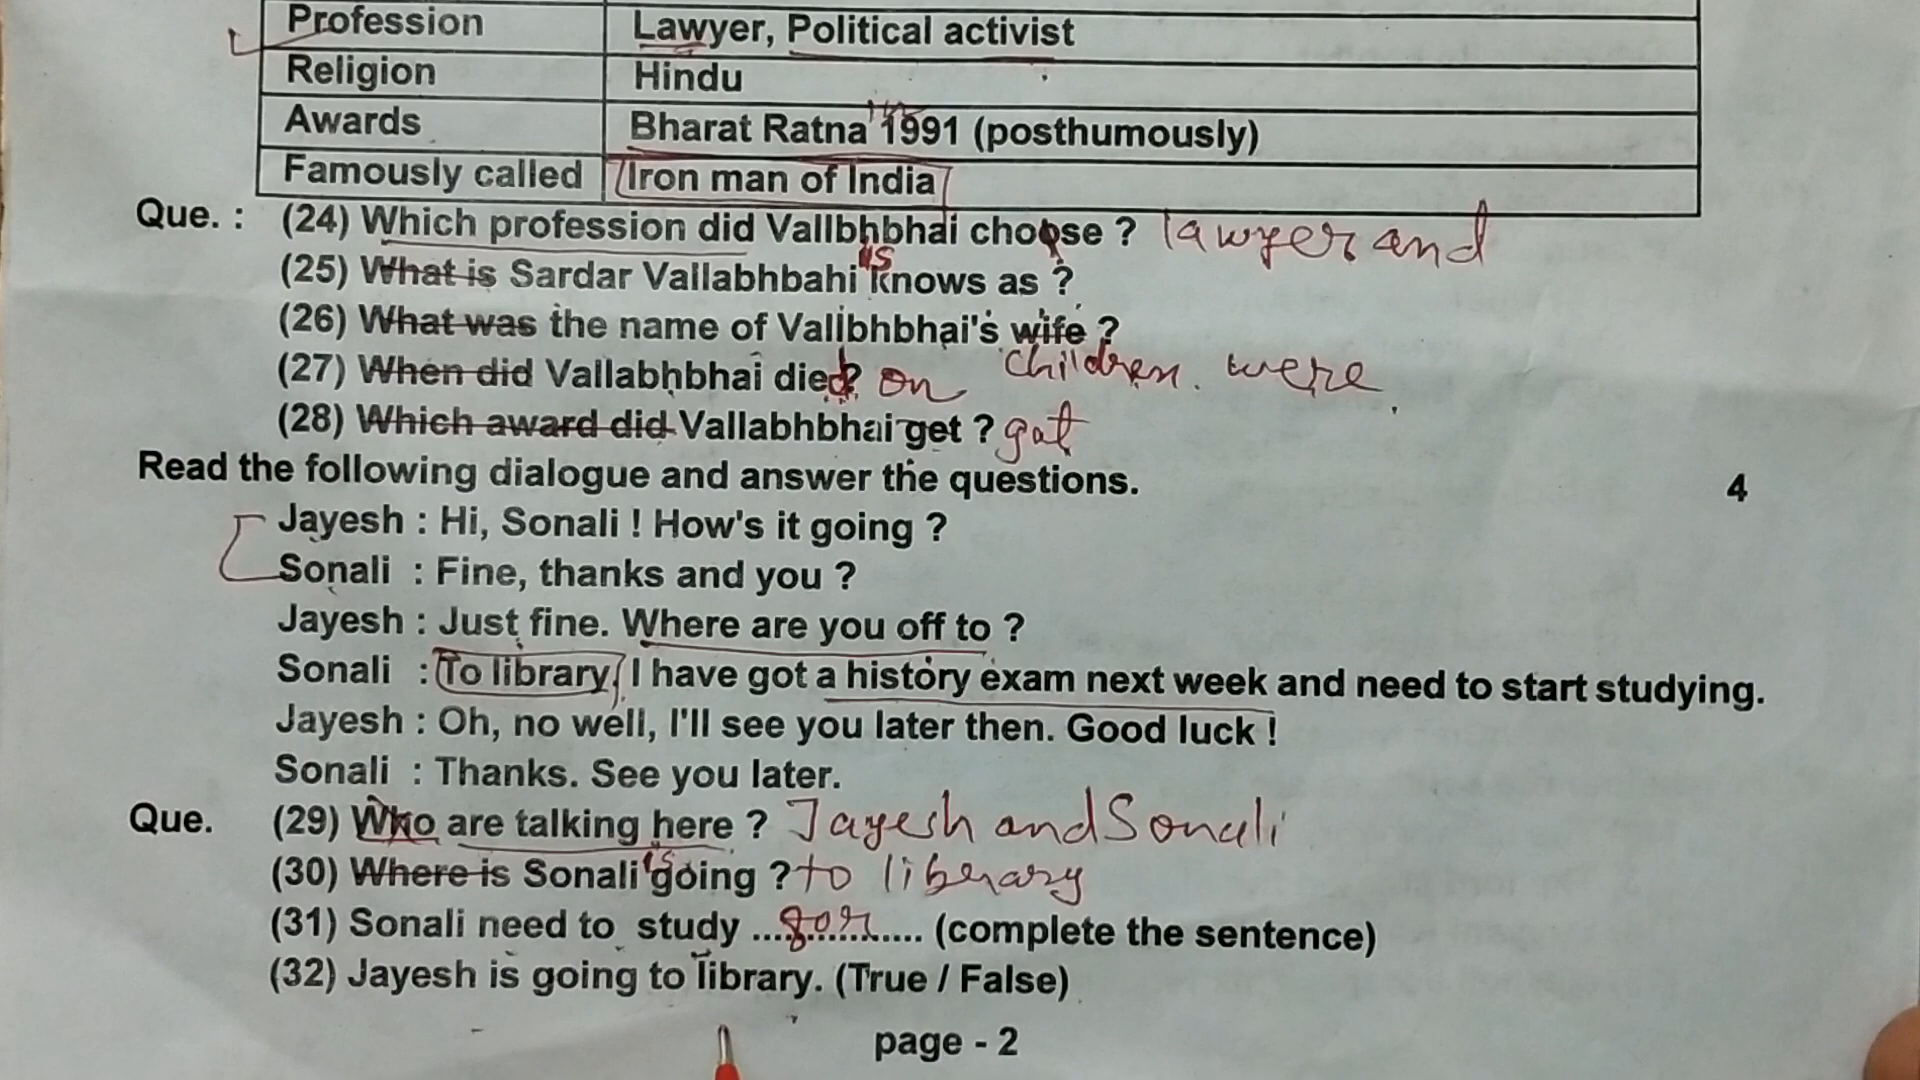 Profession Lawyer, Political activist
Religion Hindu
Awards Bharat Ratna in 1991 (posthumously)
Famously called Iron man of India
Que. : (24) Which profession did Vallbhbhai choose ? lawyer and
(25) What is Sardar Vallabhbahi is knows as ?
(26) What was the name of Vallbhbhai's wife ?
children were
(27) When did Vallabhbhai died? on
(28) Which award did Vallabhbhai get ? got
Read the following dialogue and answer the questions. 4
Jayesh : Hi, Sonali ! How's it going ?
Sonali : Fine, thanks and you ?
Jayesh : Just fine. Where are you off to ?
Sonali : To library, I have got a history exam next week and need to start studying.
Jayesh : Oh, no well, I'll see you later then. Good luck !
Sonali : Thanks. See you later.
Que. (29) Who are talking here ? Jayesh and Sonali
(30) Where is Sonali is going ? to liberary
(31) Sonali need to study ...for... (complete the sentence)
(32) Jayesh is going to library. (True / False)
page - 2